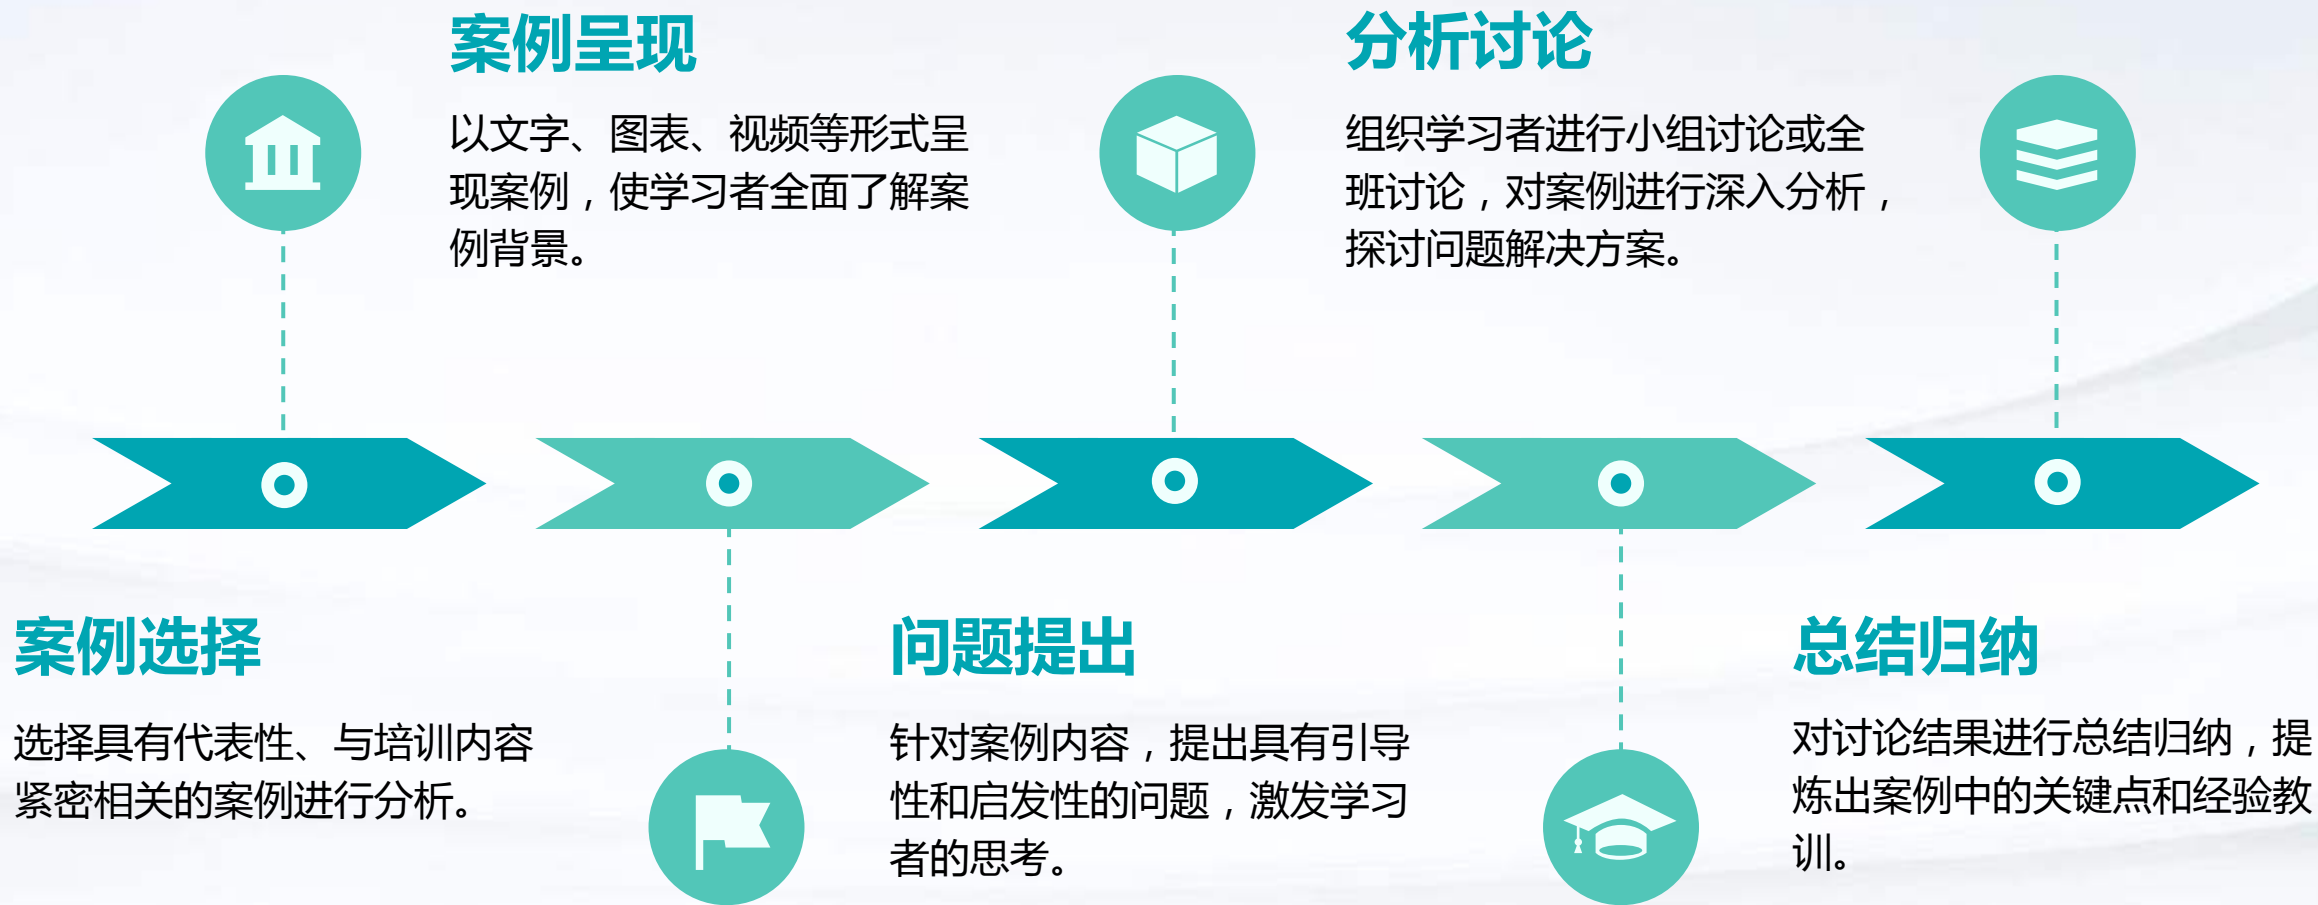 案例呈现
以文字、图表、视频等形式呈
现案例，使学习者全面了解案
例背景。
分析讨论
组织学习者进行小组讨论或全
班讨论，对案例进行深入分析，
探讨问题解决方案。
案例选择
选择具有代表性、与培训内容
紧密相关的案例进行分析。
问题提出
针对案例内容，提出具有引导
性和启发性的问题，激发学习
者的思考。
总结归纳
对讨论结果进行总结归纳，提
炼出案例中的关键点和经验教
训。